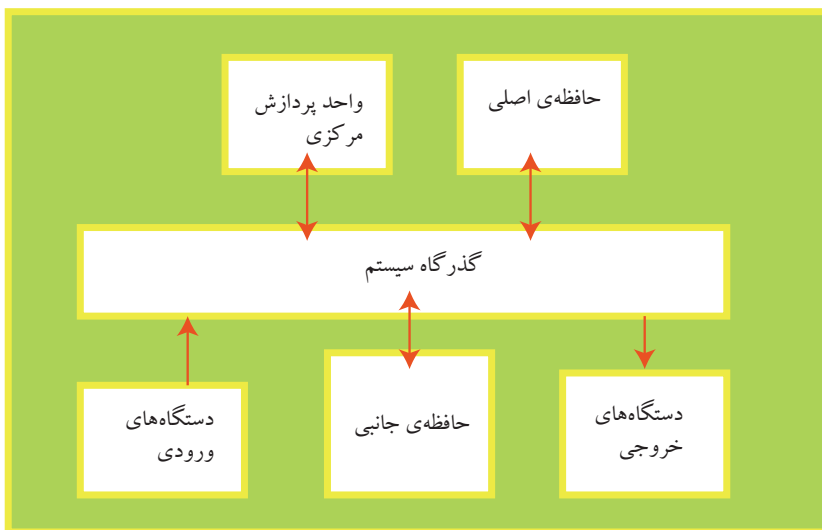 حافظه‌ی اصلی
واحد پردازش
مرکزی
گذرگاه سیستم
دستگاه‌های
خروجی
حافظه‌ی جانبی
دستگاه‌های
ورودی